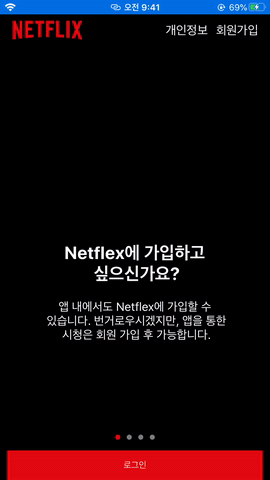 오전 9:41
69%
NETFLIX
개인정보 회원가입
Netflex에 가입하고
싶으신가요?
앱 내에서도 Netflex에 가입할 수
있습니다. 번거로우시겠지만, 앱을 통한
시청은 회원 가입 후 가능합니다.
로그인